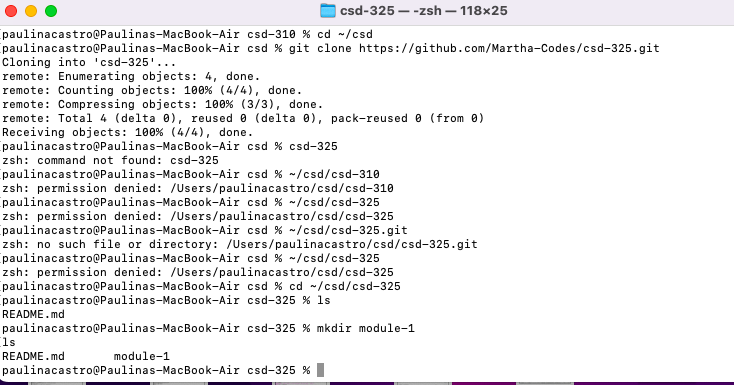 csd-325 — -zsh — 118×25
[paulinacastro@Paulinas-MacBook-Air csd-310 % cd ~/csd
[paulinacastro@Paulinas-MacBook-Air csd % git clone https://github.com/Martha-Codes/csd-325.git
Cloning into 'csd-325'...
remote: Enumerating objects: 4, done.
remote: Counting objects: 100% (4/4), done.
remote: Compressing objects: 100% (3/3), done.
remote: Total 4 (delta 0), reused 0 (delta 0), pack-reused 0 (from 0)
Receiving objects: 100% (4/4), done.
[paulinacastro@Paulinas-MacBook-Air csd % csd-325
zsh: command not found: csd-325
[paulinacastro@Paulinas-MacBook-Air csd % ~/csd/csd-310
zsh: permission denied: /Users/paulinacastro/csd/csd-310
[paulinacastro@Paulinas-MacBook-Air csd % ~/csd/csd-325
zsh: permission denied: /Users/paulinacastro/csd/csd-325
[paulinacastro@Paulinas-MacBook-Air csd % ~/csd/csd-325.git
zsh: no such file or directory: /Users/paulinacastro/csd/csd-325.git
[paulinacastro@Paulinas-MacBook-Air csd % ~/csd/csd-325
zsh: permission denied: /Users/paulinacastro/csd/csd-325
[paulinacastro@Paulinas-MacBook-Air csd % cd ~/csd/csd-325
[paulinacastro@Paulinas-MacBook-Air csd-325 % ls
README.md
[paulinacastro@Paulinas-MacBook-Air csd-325 % mkdir module-1
[ls
README.md       module-1
paulinacastro@Paulinas-MacBook-Air csd-325 %